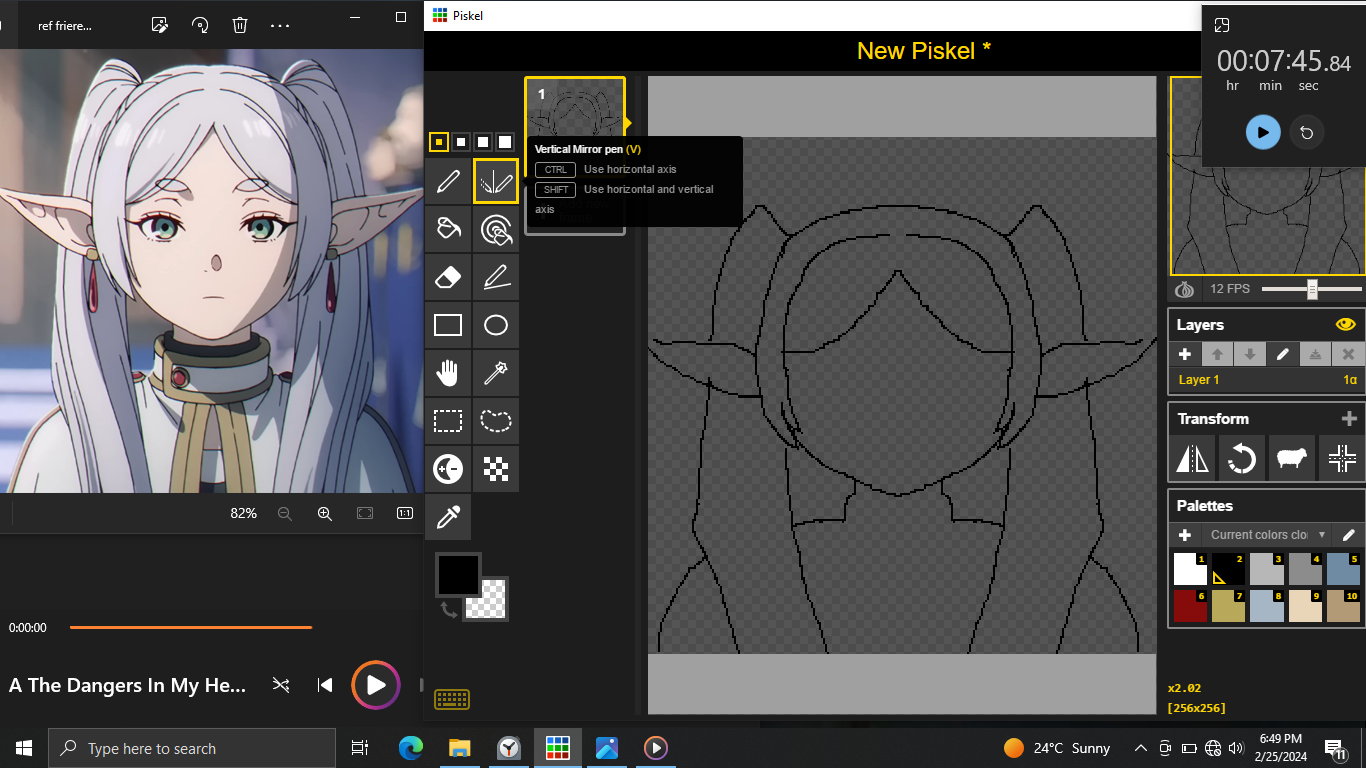 ref friere...
Piskel
New Piskel *
00:07:45.84
hr min sec
1
Vertical Mirror pen (V)
CTRL Use horizontal axis
SHIFT Use horizontal and vertical
axis
12 FPS
Layers
Layer 1 1α
Transform
82%
1:1
Palettes
Current colors clo
1 2 3 4 5
6 7 8 9 10
0:00:00
A The Dangers In My He...
x2.02
[256x256]
Type here to search
24°C Sunny
6:49 PM
2/25/2024
11